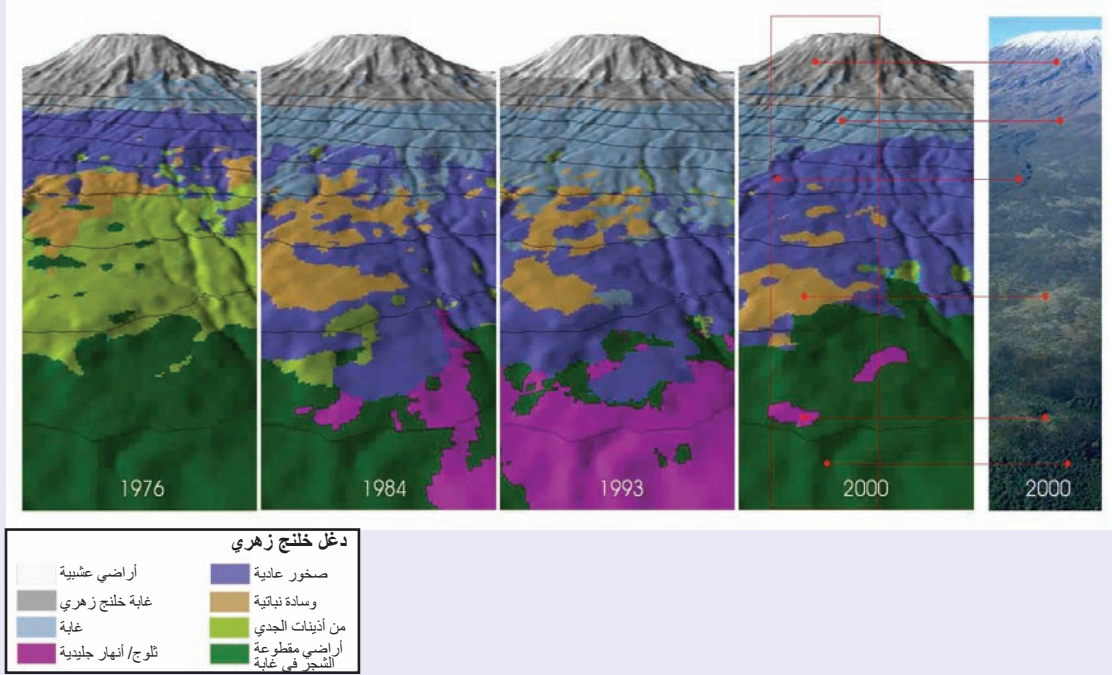 1976
1984
1993
2000
2000
دغل خلنج زهري
صخور عادية
أراضي عشبية
وسادة نباتية
غابة خلنج زهري
من أذينات الجدي
غابة
أراضي مقطوعة
الشجر في غابة
ثلوج/ أنهار جليدية